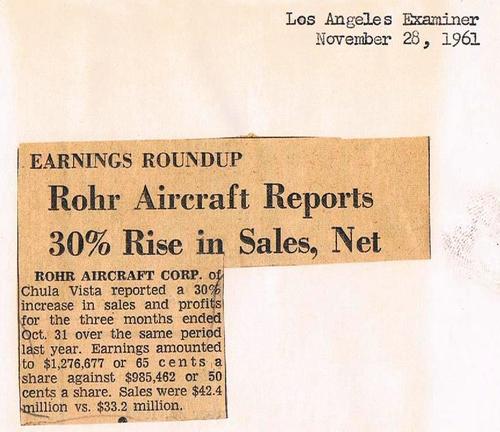 Los Angeles Examiner
November 28, 1961
EARNINGS ROUNDUP
Rohr Aircraft Reports
30% Rise in Sales, Net
ROHR AIRCRAFT CORP. of
Chula Vista reported a 30%
increase in sales and profits
for the three months ended
Oct. 31 over the same period
last year. Earnings amounted
to $1,276,677 or 65 cents a
share against $985,462 or 50
cents a share. Sales were $42.4
million vs. $33.2 million.